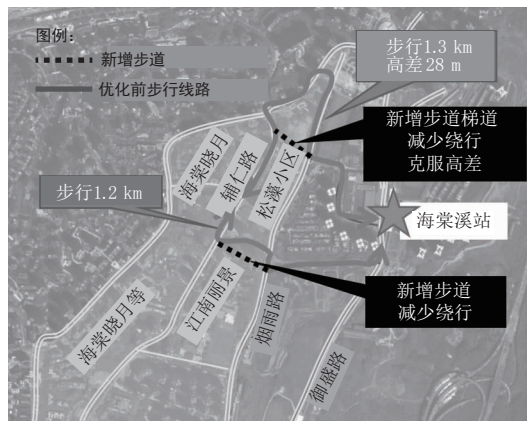 图例：
新增步道
优化前步行线路
步行1.3 km
高差28 m
新增步道梯道
减少绕行
克服高差
海棠晓月
辅仁路
松藻小区
步行1.2 km
海棠溪站
新增步道
减少绕行
海棠晓月等
江南丽景
烟雨路
御盛路